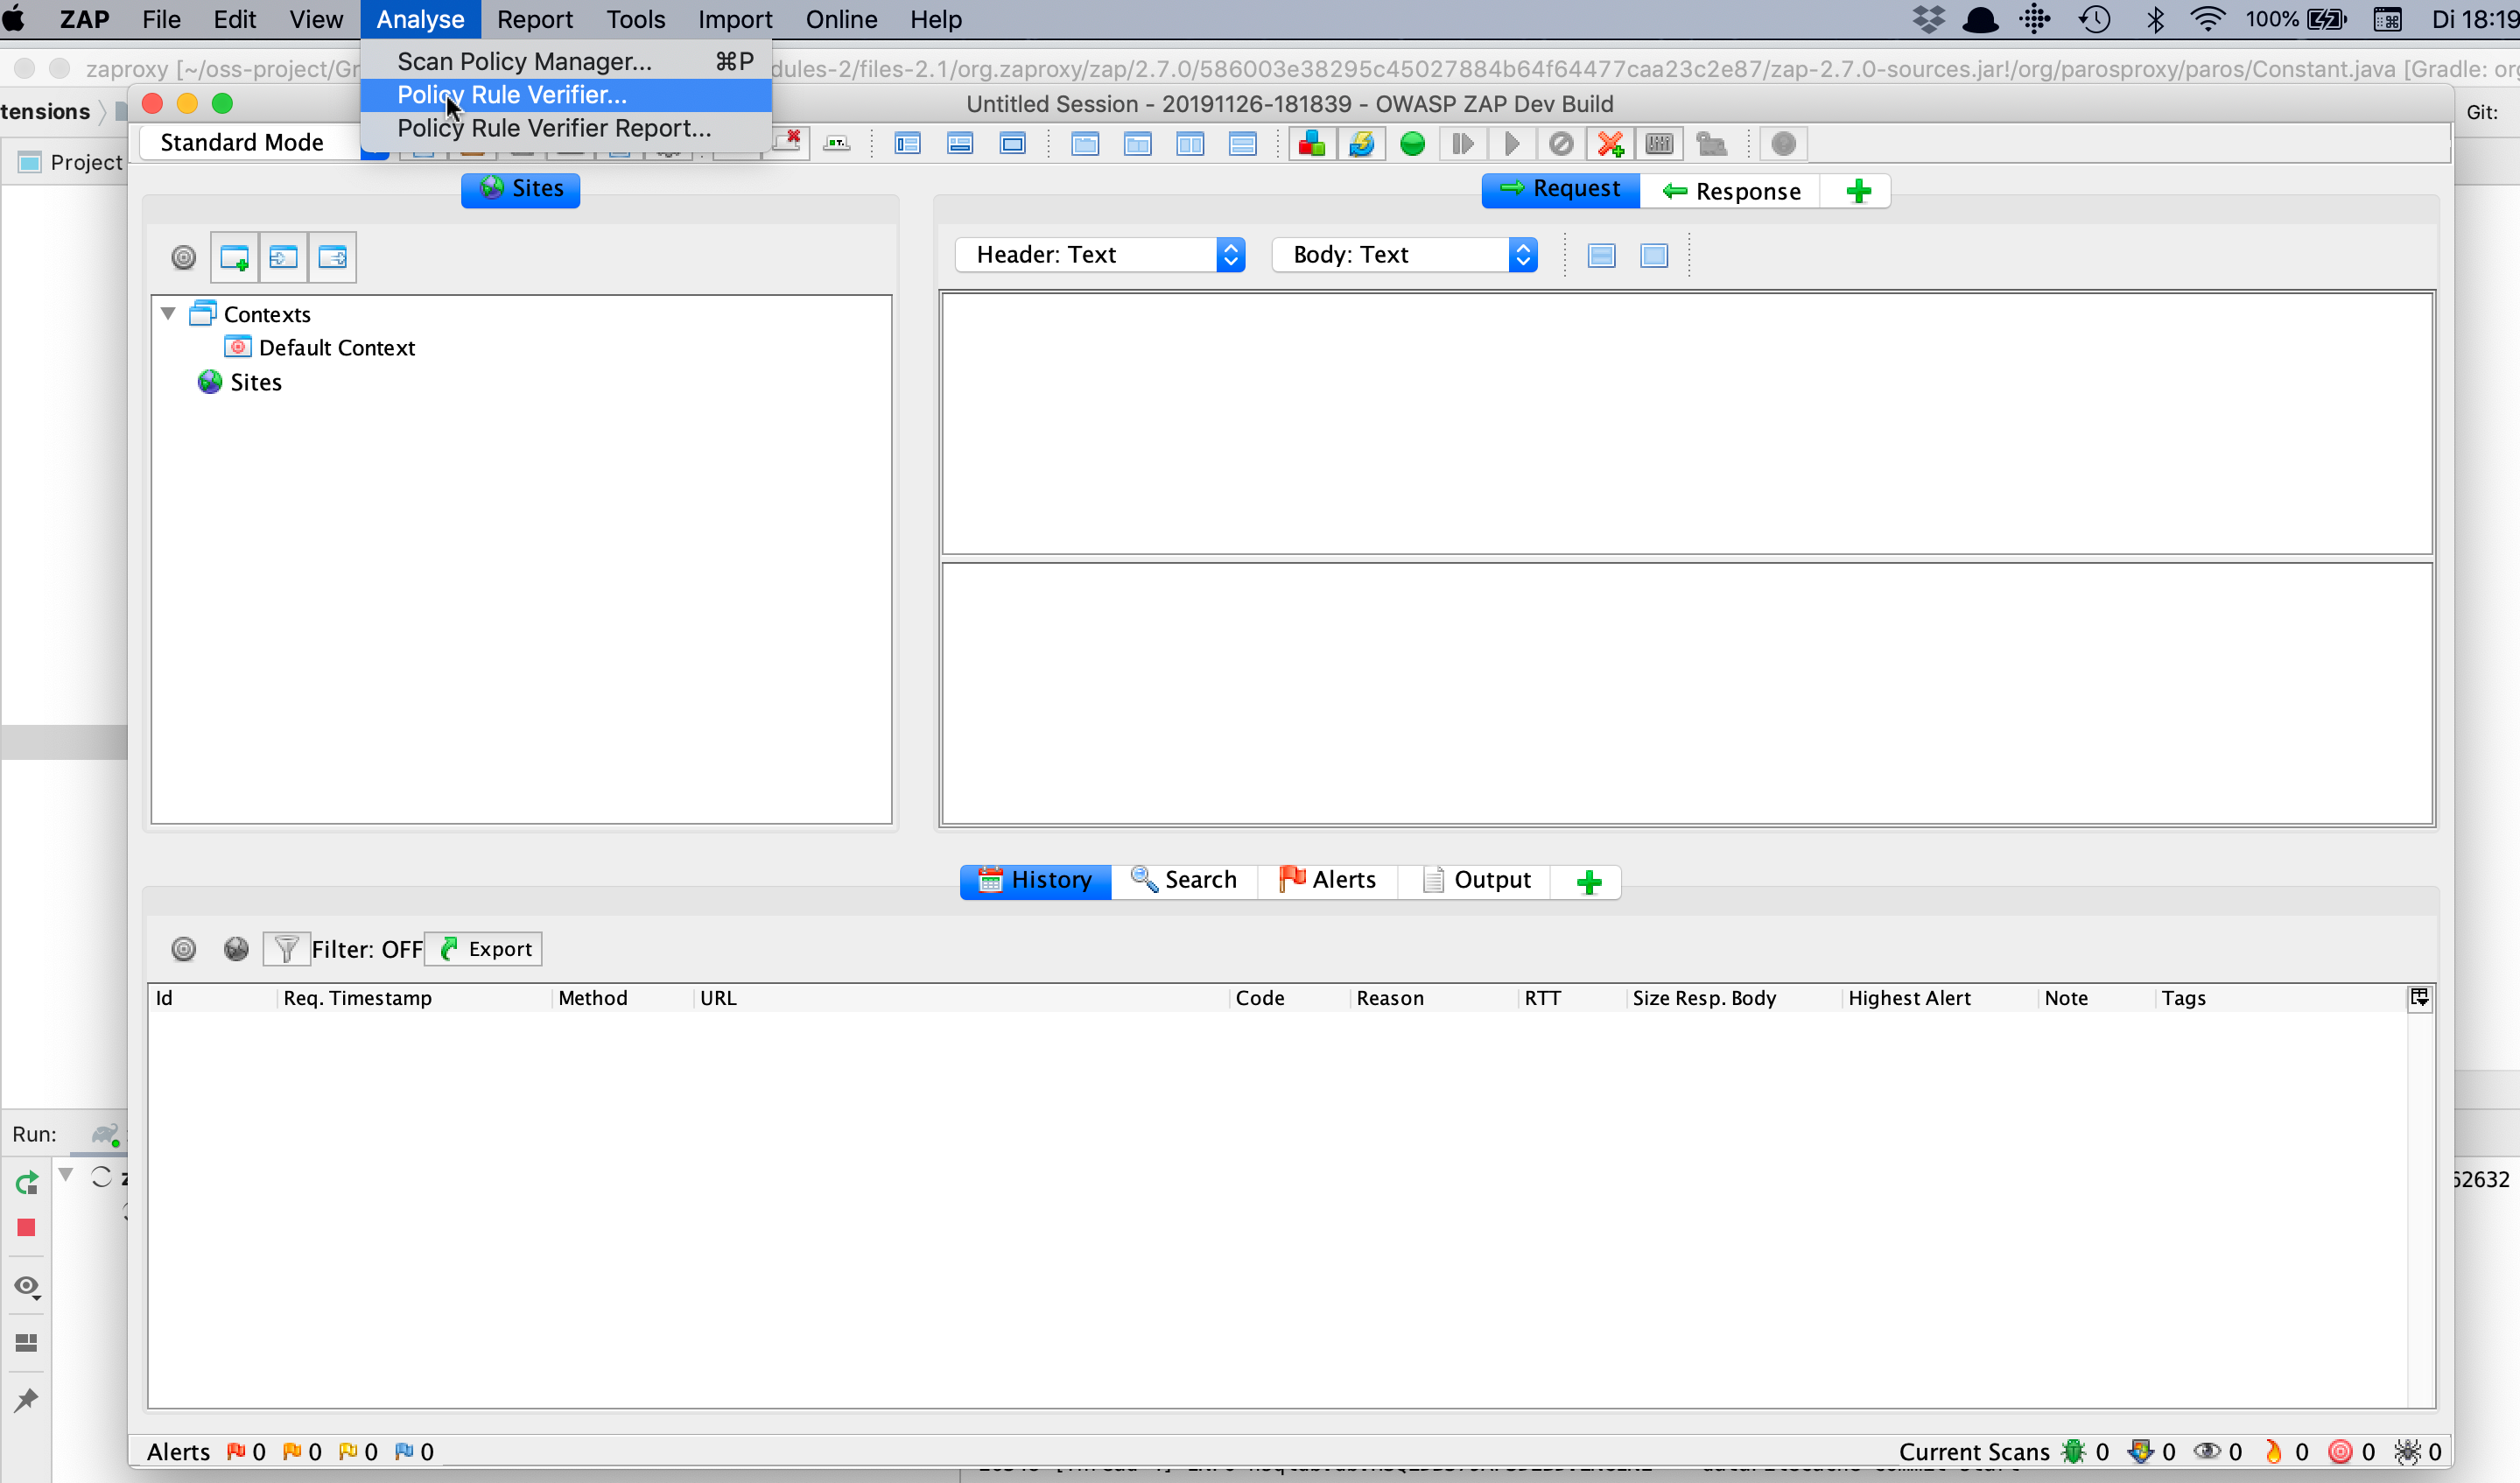 ZAP File Edit View Analyse Report Tools Import Online Help 100% Di 18:19
Scan Policy Manager... ⌘P
Policy Rule Verifier...
Policy Rule Verifier Report...
zaproxy [~/oss-project/Gr dules-2/files-2.1/org.zaproxy/zap/2.7.0/586003e38295c45027884b64f64477caa23c2e87/zap-2.7.0-sources.jar!/org/parosproxy/paros/Constant.java [Gradle: org
tensions Untitled Session - 20191126-181839 - OWASP ZAP Dev Build Git:
Project Standard Mode
Sites Request Response
Header: Text Body: Text
Contexts
Default Context
Sites
History Search Alerts Output
Filter: OFF Export
Id Req. Timestamp Method URL Code Reason RTT Size Resp. Body Highest Alert Note Tags
Run:
62632
Alerts 0 0 0 0 Current Scans 0 0 0 0 0 0